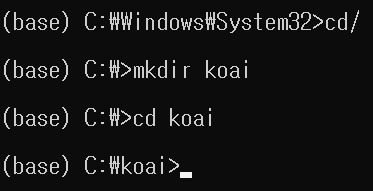 (base) C:₩Windows₩System32>cd/
(base) C:₩>mkdir koai
(base) C:₩>cd koai
(base) C:₩koai>